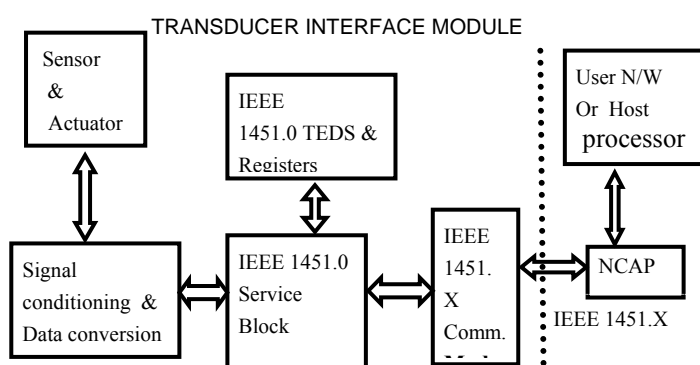 TRANSDUCER INTERFACE MODULE
Sensor
&
Actuator
IEEE
1451.0 TEDS &
Registers
User N/W
Or Host
processor
Signal
conditioning &
Data conversion
IEEE 1451.0
Service
Block
IEEE
1451.
X
Comm.
NCAP
IEEE 1451.X